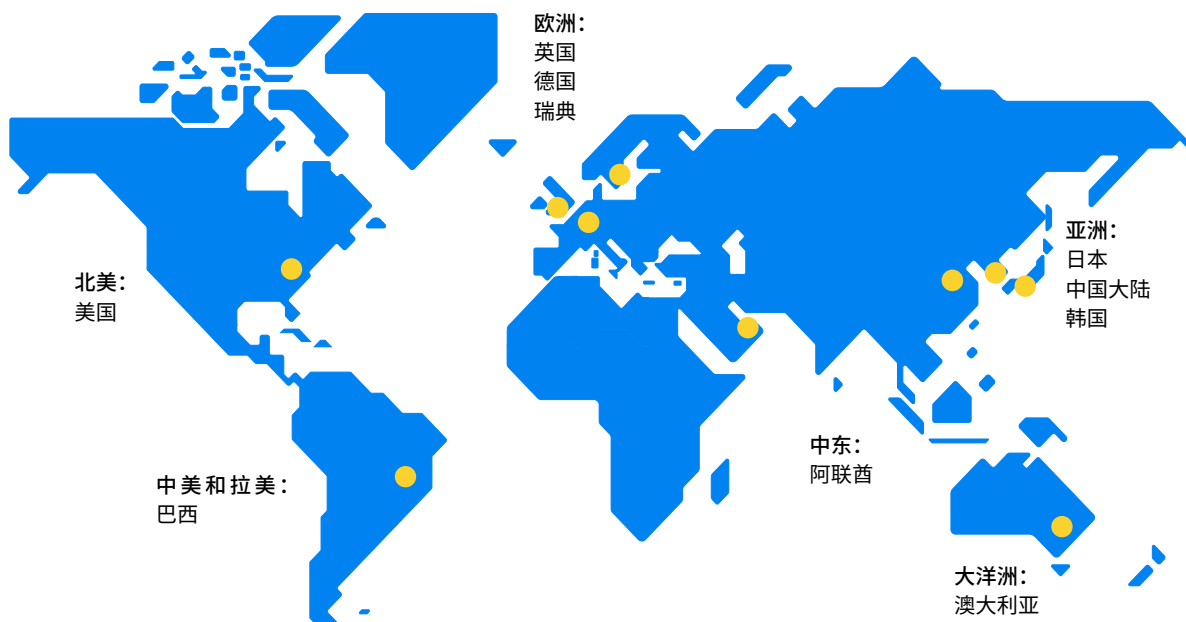 欧洲：
英国
德国
瑞典
亚洲：
日本
中国大陆
韩国
北美：
美国
中东：
阿联酋
中美和拉美：
巴西
大洋洲：
澳大利亚